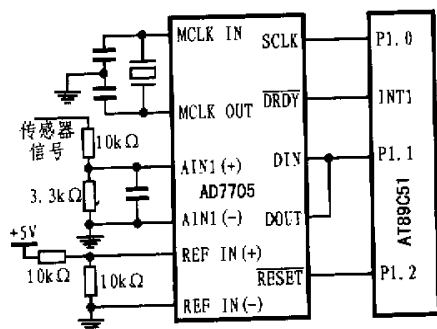 MCLK IN
SCLK
P1.0
MCLK OUT
DRDY
INT1
传感器
信号
10kΩ
AIN1(+)
DIN
P1.1
AD7705
3.3kΩ
AIN1(-)
DOUT
AT89C51
+5V
REF IN(+)
10kΩ
10kΩ
RESET
P1.2
REF IN(-)